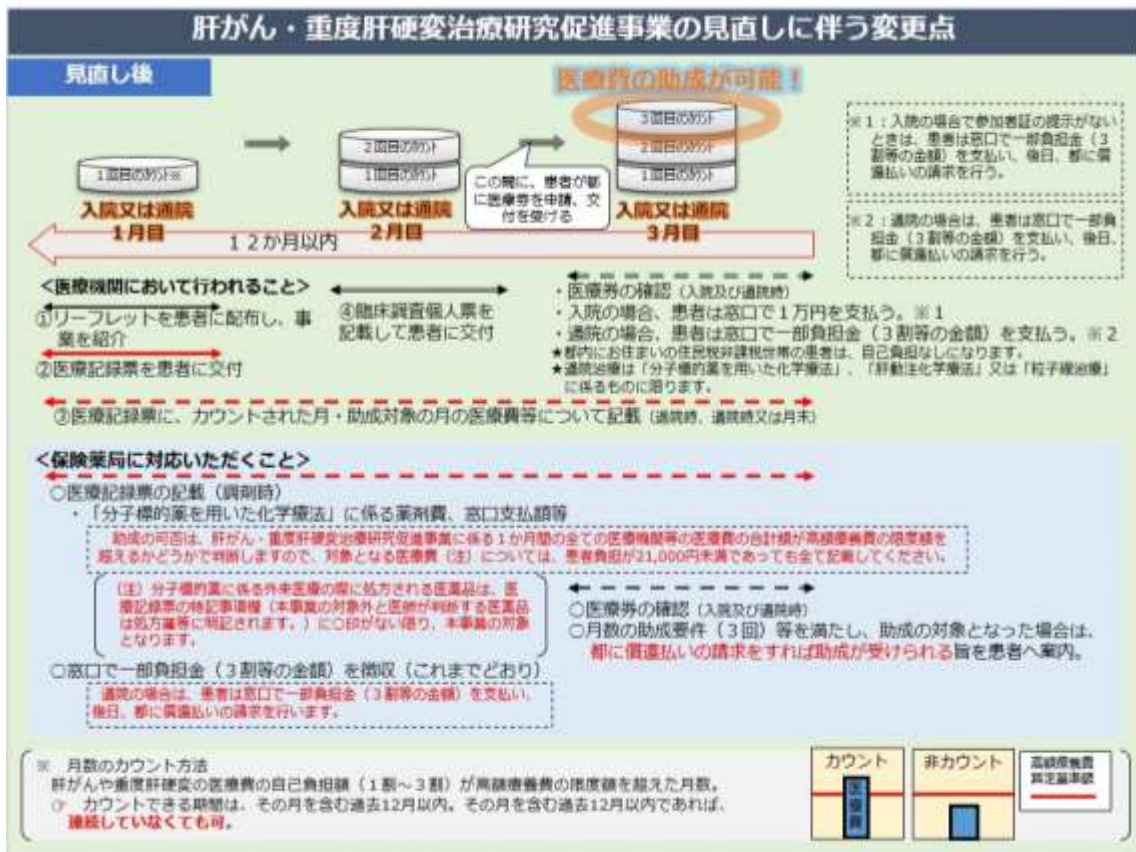 肝がん・重度肝硬変治療研究促進事業の見直しに伴う変更点
見直し後
医療費の助成が可能！
1回目のカウント※
入院又は通院
1月目
2回目のカウント
1回目のカウント
入院又は通院
2月目
この間に、患者が都
に医療券を申請、交
付を受ける
3回目のカウント
2回目のカウント
1回目のカウント
入院又は通院
3月目
12か月以内
※1：入院の場合で参加者証の提示がない
ときは、患者は窓口で一部負担金（3
割等の金額）を支払い、後日、都に償
還払いの請求を行う。
※2：通院の場合は、患者は窓口で一部負
担金（3割等の金額）を支払い、後日、
都に償還払いの請求を行う。
＜医療機関において行われること＞
①リーフレットを患者に配布し、事
業を紹介
②医療記録票を患者に交付
④臨床調査個人票を
記載して患者に交付
・医療券の確認（入院及び通院時）
・入院の場合、患者は窓口で1万円を支払う。※1
・通院の場合、患者は窓口で一部負担金（3割等の金額）を支払う。※2
★都内にお住まいの住民税非課税世帯の患者は、自己負担なしになります。
★通院治療は「分子標的薬を用いた化学療法」、「肝動注化学療法」又は「粒子線治療」
に係るものに限ります。
③医療記録票に、カウントされた月・助成対象の月の医療費等について記載（退院時、通院時又は月末）
＜保険薬局に対応いただくこと＞
○医療記録票の記載（調剤時）
・「分子標的薬を用いた化学療法」に係る薬剤費、窓口支払額等
助成の可否は、肝がん・重度肝硬変治療研究促進事業に係る1か月間の全ての医療機関等の医療費の合計額が高額療養費の限度額を
超えるかどうかで判断しますので、対象となる医療費（注）については、患者負担が21,000円未満であっても全て記載してください。
（注）分子標的薬に係る外来医療の際に処方される医薬品は、医
療記録票の特記事項欄（本事業の対象外と医師が判断する医薬品
は処方箋等に明記されます。）に○印がない限り、本事業の対象
となります。
○医療券の確認（入院及び通院時）
○月数の助成要件（3回）等を満たし、助成の対象となった場合は、
都に償還払いの請求をすれば助成が受けられる旨を患者へ案内。
○窓口で一部負担金（3割等の金額）を徴収（これまでどおり）
通院の場合は、患者は窓口で一部負担金（3割等の金額）を支払い、
後日、都に償還払いの請求を行います。
※ 月数のカウント方法
肝がんや重度肝硬変の医療費の自己負担額（1割～3割）が高額療養費の限度額を超えた月数。
☞ カウントできる期間は、その月を含む過去12月以内。その月を含む過去12月以内であれば、
連続していなくても可。
カウント
医療費
非カウント
高額療養費
算定基準額